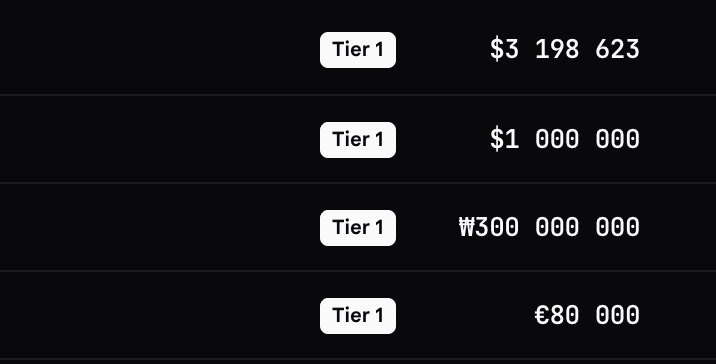 Tier 1 $3 198 623
Tier 1 $1 000 000
Tier 1 ₩300 000 000
Tier 1 €80 000